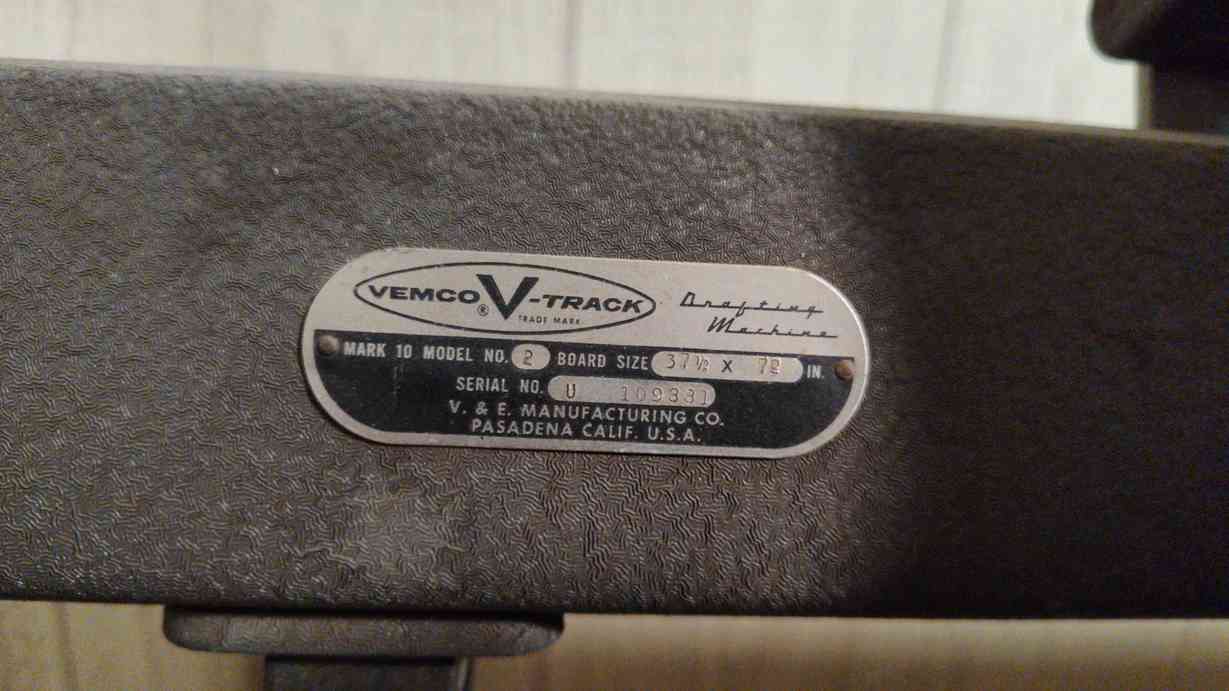 VEMCO V-TRACK
® TRADE MARK
Drafting
Machine
MARK 10 MODEL NO. 2 BOARD SIZE 37½ X 72 IN.
SERIAL NO. U 109331
V. & E. MANUFACTURING CO.
PASADENA CALIF. U.S.A.